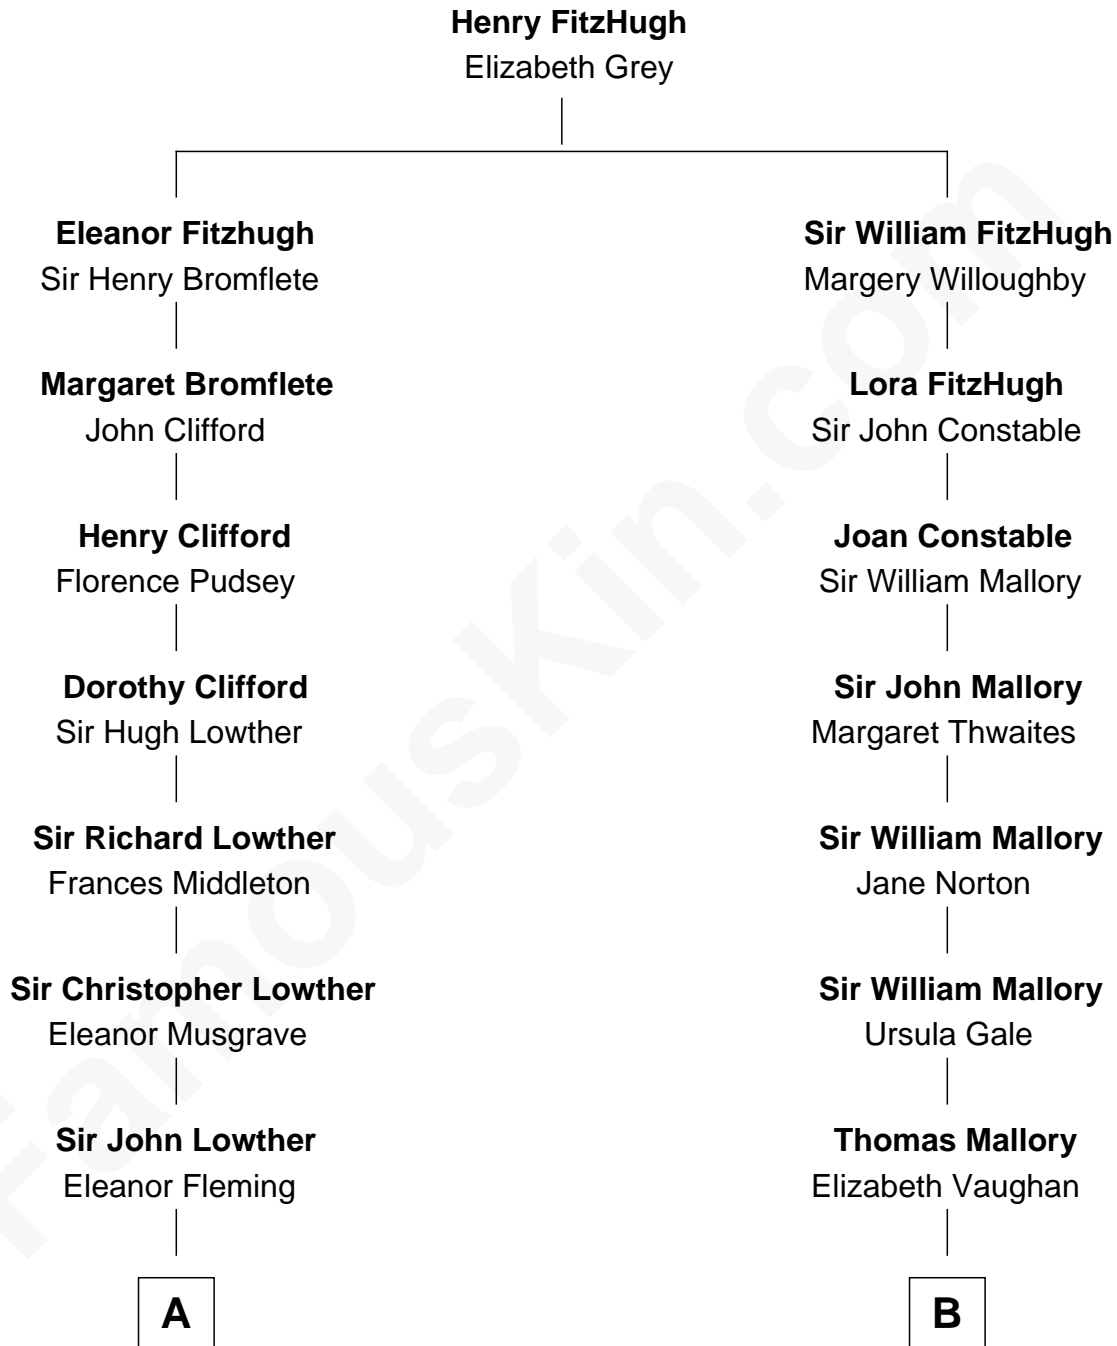 Henry FitzHugh
Elizabeth Grey
Eleanor Fitzhugh
Sir Henry Bromflete
Margaret Bromflete
John Clifford
Henry Clifford
Florence Pudsey
Dorothy Clifford
Sir Hugh Lowther
Sir Richard Lowther
Frances Middleton
Sir Christopher Lowther
Eleanor Musgrave
Sir John Lowther
Eleanor Fleming
A
Sir William FitzHugh
Margery Willoughby
Lora FitzHugh
Sir John Constable
Joan Constable
Sir William Mallory
Sir John Mallory
Margaret Thwaites
Sir William Mallory
Jane Norton
Sir William Mallory
Ursula Gale
Thomas Mallory
Elizabeth Vaughan
B
FamousKin.com